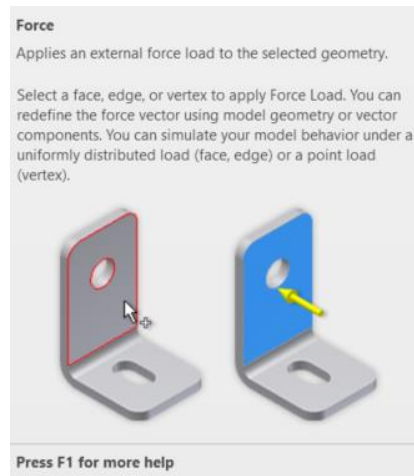 Force
Applies an external force load to the selected geometry.
Select a face, edge, or vertex to apply Force Load. You can
redefine the force vector using model geometry or vector
components. You can simulate your model behavior under a
uniformly distributed load (face, edge) or a point load
(vertex).
Press F1 for more help